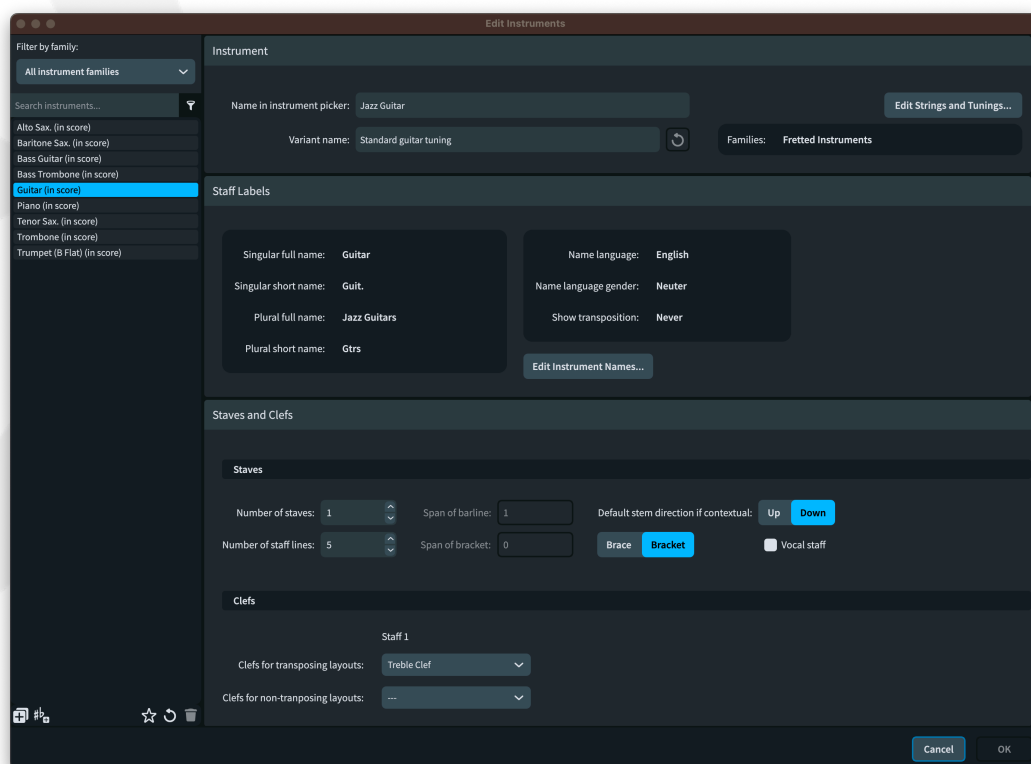 Edit Instruments
Filter by family:
All instrument families
Search instruments...
Alto Sax. (in score)
Baritone Sax. (in score)
Bass Guitar (in score)
Bass Trombone (in score)
Guitar (in score)
Piano (in score)
Tenor Sax. (in score)
Trombone (in score)
Trumpet (B Flat) (in score)
Instrument
Name in instrument picker: Jazz Guitar Edit Strings and Tunings...
Variant name: Standard guitar tuning Families: Fretted Instruments
Staff Labels
Singular full name: Guitar
Singular short name: Guit.
Plural full name: Jazz Guitars
Plural short name: Gtrs
Name language: English
Name language gender: Neuter
Show transposition: Never
Edit Instrument Names...
Staves and Clefs
Staves
Number of staves: 1 Span of barline: 1 Default stem direction if contextual: Up Down
Number of staff lines: 5 Span of bracket: 0 Brace Bracket Vocal staff
Clefs
Staff 1
Clefs for transposing layouts: Treble Clef
Clefs for non-tranposing layouts: ---
Cancel OK